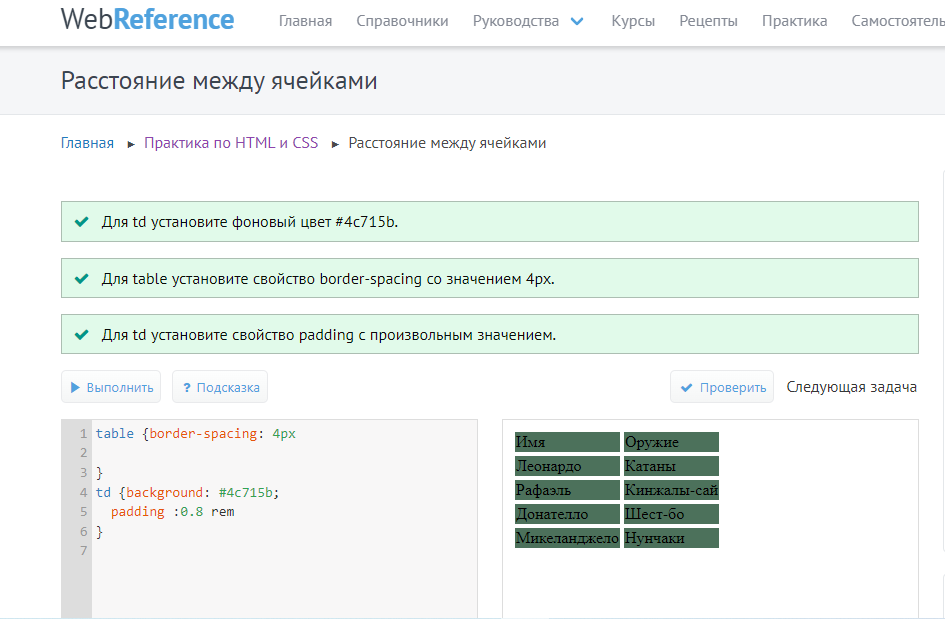 WebReference Главная Справочники Руководства Курсы Рецепты Практика Самостоятель
Расстояние между ячейками
Главная ► Практика по HTML и CSS ► Расстояние между ячейками
Для td установите фоновый цвет #4c715b.
Для table установите свойство border-spacing со значением 4px.
Для td установите свойство padding с произвольным значением.
Выполнить ? Подсказка Проверить Следующая задача
1 table {border-spacing: 4px
2
3 }
4 td {background: #4c715b;
5 padding :0.8 rem
6 }
7
Имя Оружие
Леонардо Катаны
Рафаэль Кинжалы-сай
Донателло Шест-бо
Микеланджело Нунчаки